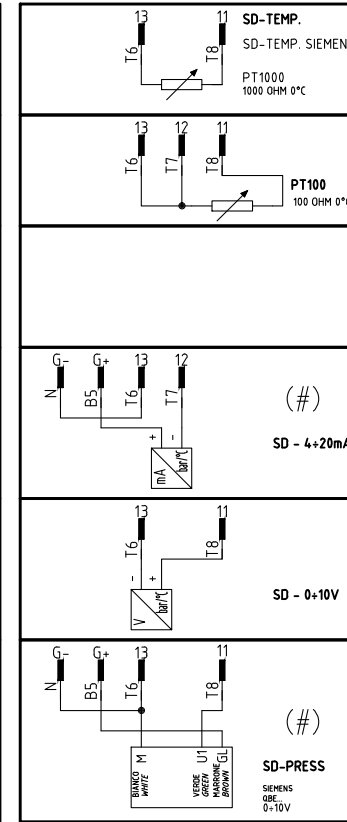 13 11 SD-TEMP.
SD-TEMP. SIEMEN
T6 T8
PT1000
1000 OHM 0°C
13 12 11
T6 T7 T8
PT100
100 OHM 0°
G- G+ 13 12
N B5 T6 T7
(#)
+ -
mA bar/°C
SD - 4÷20mA
13 11
T6 T8
- +
V bar/°C
SD - 0÷10V
G- G+ 13 11
N B5 T6 T8
(#)
M U1 GL
BIANCO VERDE MARRONE
WHITE GREEN BROWN
SD-PRESS
SIEMENS
QBE...
0÷10V